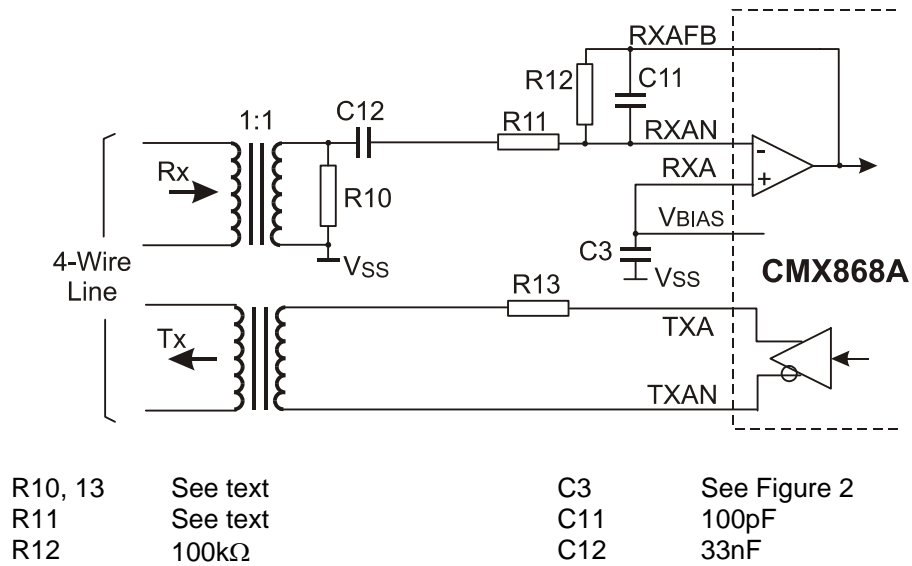 RXAFB
R12
C11
1:1
C12
R11
RXAN
-
Rx
RXA
+
R10
VBIAS
4-Wire
Line
VSS
C3
VSS
CMX868A
R13
Tx
TXA
TXAN
R10, 13 See text C3 See Figure 2
R11 See text C11 100pF
R12 100kΩ C12 33nF